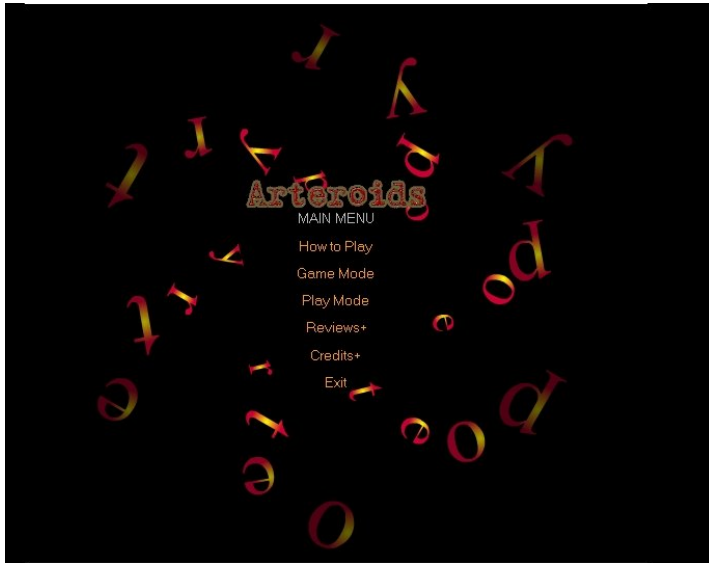 Arteroids
MAIN MENU
How to Play
Game Mode
Play Mode
Reviews+
Credits+
Exit